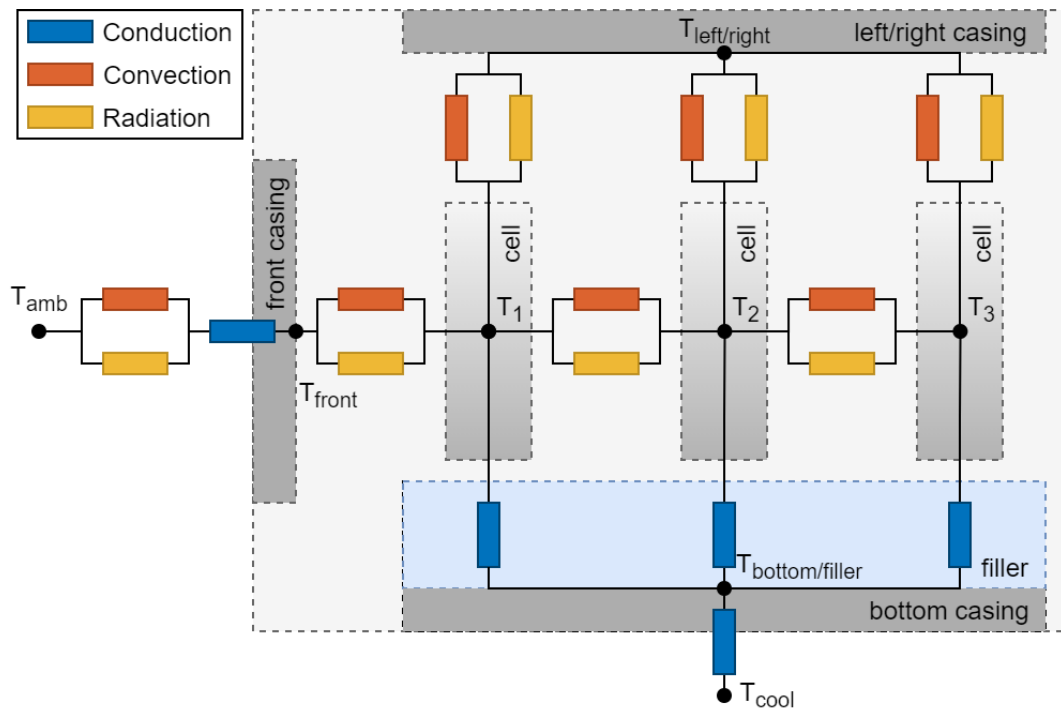 Conduction
Convection
Radiation
T_left/right
left/right casing
front casing
cell
cell
cell
T_amb
T_1
T_2
T_3
T_front
T_bottom/filler
filler
bottom casing
T_cool